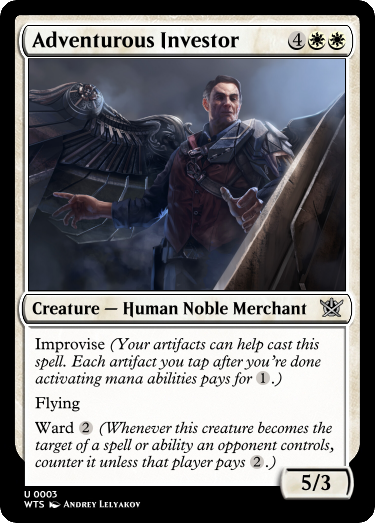 Adventurous Investor 4
Creature — Human Noble Merchant
Improvise (Your artifacts can help cast this
spell. Each artifact you tap after you're done
activating mana abilities pays for 1.)
Flying
Ward 2 (Whenever this creature becomes the
target of a spell or ability an opponent controls,
counter it unless that player pays 2.)
5/3
U 0003
WTS Andrey Lelyakov